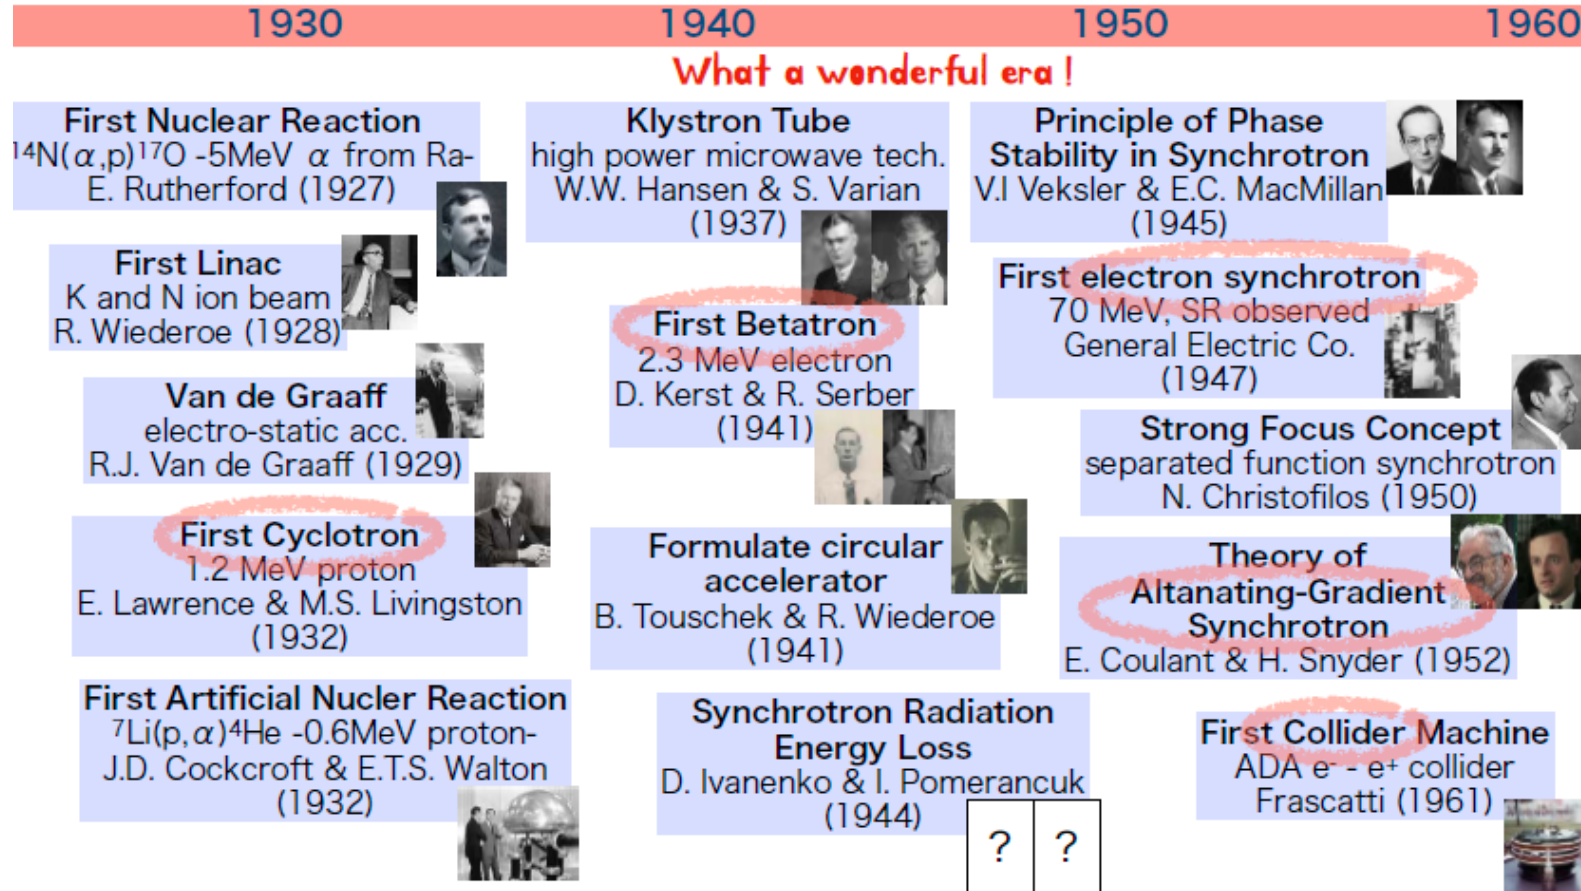 1930 1940 1950 1960
What a wonderful era !
First Nuclear Reaction
¹⁴N(α,p)¹⁷O -5MeV α from Ra-
E. Rutherford (1927)
First Linac
K and N ion beam
R. Wiederoe (1928)
Van de Graaff
electro-static acc.
R.J. Van de Graaff (1929)
First Cyclotron
1.2 MeV proton
E. Lawrence & M.S. Livingston
(1932)
First Artificial Nucler Reaction
⁷Li(p,α)⁴He -0.6MeV proton-
J.D. Cockcroft & E.T.S. Walton
(1932)
Klystron Tube
high power microwave tech.
W.W. Hansen & S. Varian
(1937)
First Betatron
2.3 MeV electron
D. Kerst & R. Serber
(1941)
Formulate circular
accelerator
B. Touschek & R. Wiederoe
(1941)
Synchrotron Radiation
Energy Loss
D. Ivanenko & I. Pomerancuk
(1944)
? ?
Principle of Phase
Stability in Synchrotron
V.I Veksler & E.C. MacMillan
(1945)
First electron synchrotron
70 MeV, SR observed
General Electric Co.
(1947)
Strong Focus Concept
separated function synchrotron
N. Christofilos (1950)
Theory of
Altanating-Gradient
Synchrotron
E. Coulant & H. Snyder (1952)
First Collider Machine
ADA e⁻ - e⁺ collider
Frascatti (1961)